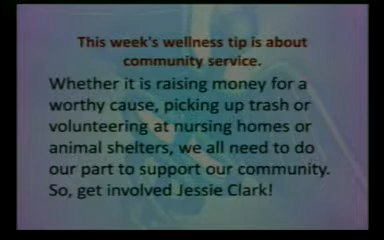 This week's wellness tip is about
community service.
Whether it is raising money for a
worthy cause, picking up trash or
volunteering at nursing homes or
animal shelters, we all need to do
our part to support our community.
So, get involved Jessie Clark!